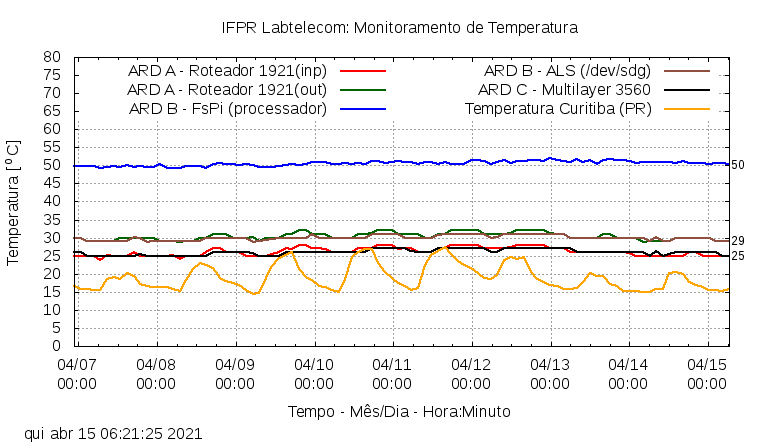 IFPR Labtelecom: Monitoramento de Temperatura
80
75
70
65
60
55
50
45
40
35
30
25
20
15
10
5
0
Temperatura [ºC]
ARD A - Roteador 1921(inp)
ARD A - Roteador 1921(out)
ARD B - FsPi (processador)
ARD B - ALS (/dev/sdg)
ARD C - Multilayer 3560
Temperatura Curitiba (PR)
50
29
25
04/07 04/08 04/09 04/10 04/11 04/12 04/13 04/14 04/15
00:00 00:00 00:00 00:00 00:00 00:00 00:00 00:00 00:00
Tempo - Mês/Dia - Hora:Minuto
qui abr 15 06:21:25 2021